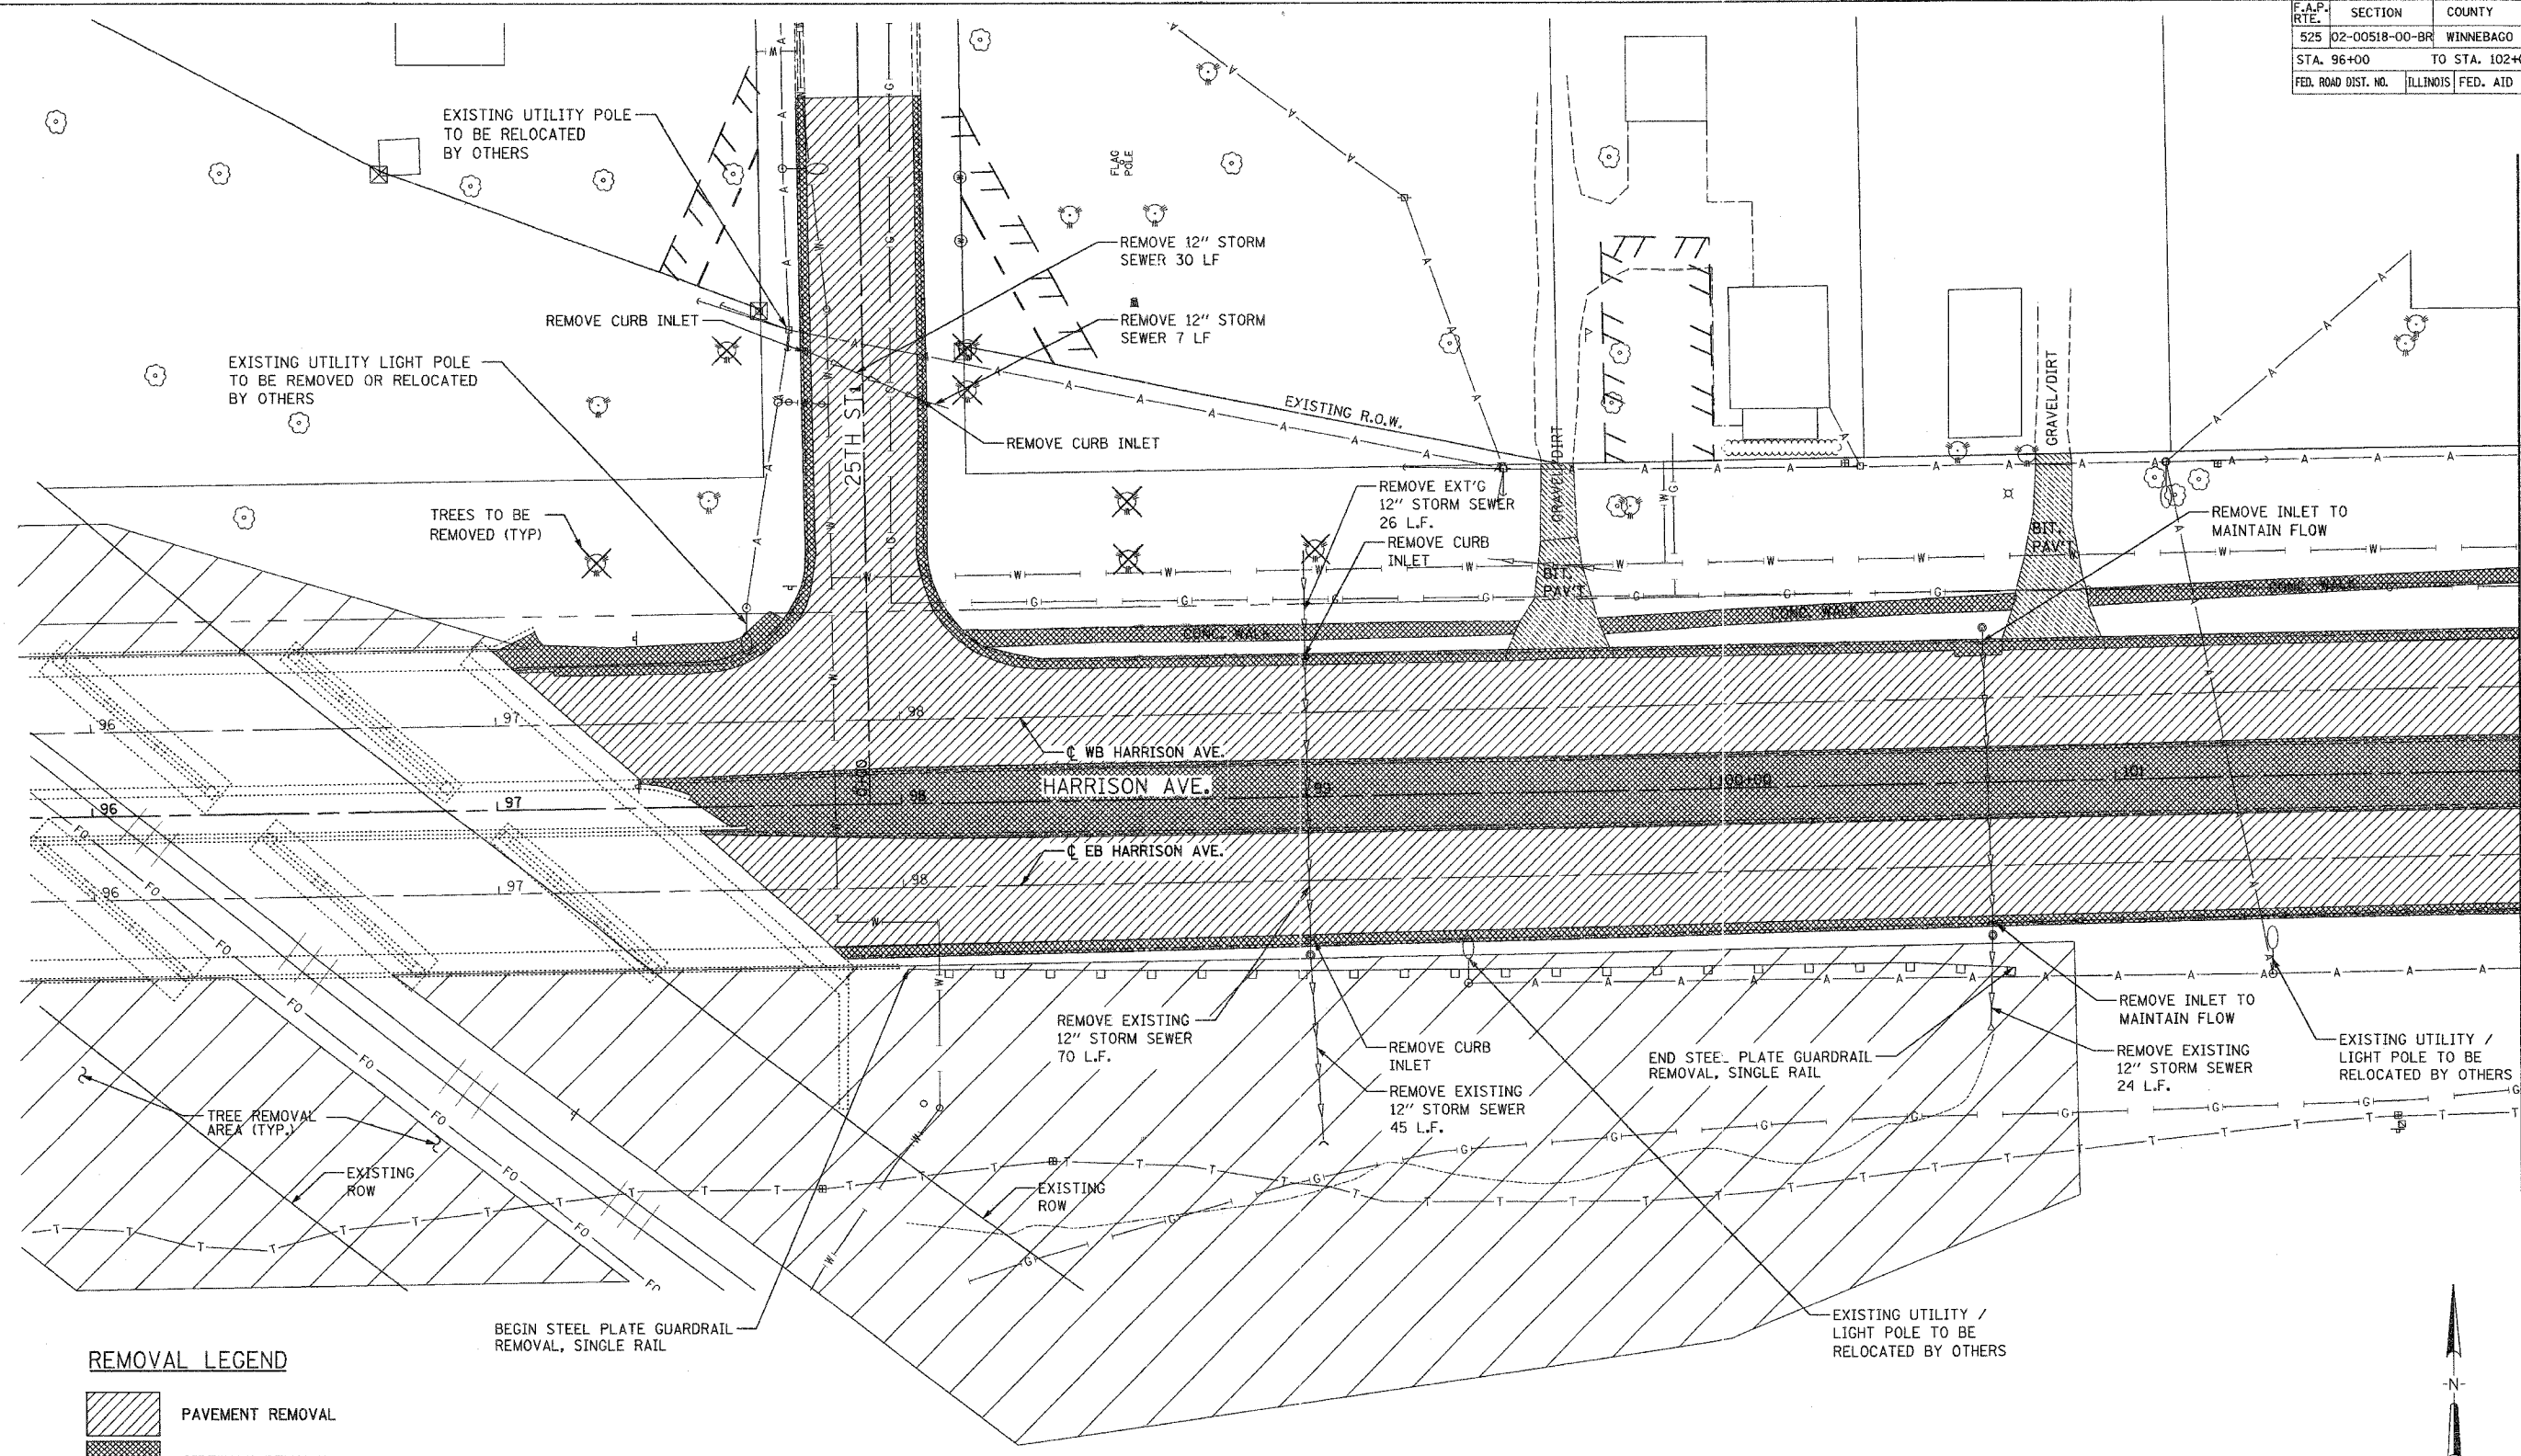 F.A.P. RTE. SECTION COUNTY
525 02-00518-00-BR WINNEBAGO
STA. 96+00 TO STA. 102+
FED. ROAD DIST. NO. ILLINOIS FED. AID
EXISTING UTILITY POLE
TO BE RELOCATED
BY OTHERS
FLAG
POLE
REMOVE 12" STORM
SEWER 30 LF
REMOVE CURB INLET
REMOVE 12" STORM
SEWER 7 LF
EXISTING UTILITY LIGHT POLE
TO BE REMOVED OR RELOCATED
BY OTHERS
25TH ST.
EXISTING R.O.W.
REMOVE CURB INLET
GRAVEL/DIRT
GRAVEL/DIRT
TREES TO BE
REMOVED (TYP)
REMOVE EXT'G
12" STORM SEWER
26 L.F.
REMOVE CURB
INLET
REMOVE INLET TO
MAINTAIN FLOW
BIT.
PAV'T
BIT.
PAV'T
CONC. WALK
CONC. WALK
CONC. WALK
96
97
98
℄ WB HARRISON AVE.
HARRISON AVE.
96
97
98
99
100+00
101
℄ EB HARRISON AVE.
96
97
98
REMOVE EXISTING
12" STORM SEWER
70 L.F.
REMOVE CURB
INLET
REMOVE EXISTING
12" STORM SEWER
45 L.F.
END STEEL PLATE GUARDRAIL
REMOVAL, SINGLE RAIL
REMOVE INLET TO
MAINTAIN FLOW
REMOVE EXISTING
12" STORM SEWER
24 L.F.
EXISTING UTILITY /
LIGHT POLE TO BE
RELOCATED BY OTHERS
TREE REMOVAL
AREA (TYP.)
EXISTING
ROW
EXISTING
ROW
BEGIN STEEL PLATE GUARDRAIL
REMOVAL, SINGLE RAIL
EXISTING UTILITY /
LIGHT POLE TO BE
RELOCATED BY OTHERS
REMOVAL LEGEND
PAVEMENT REMOVAL
-N-